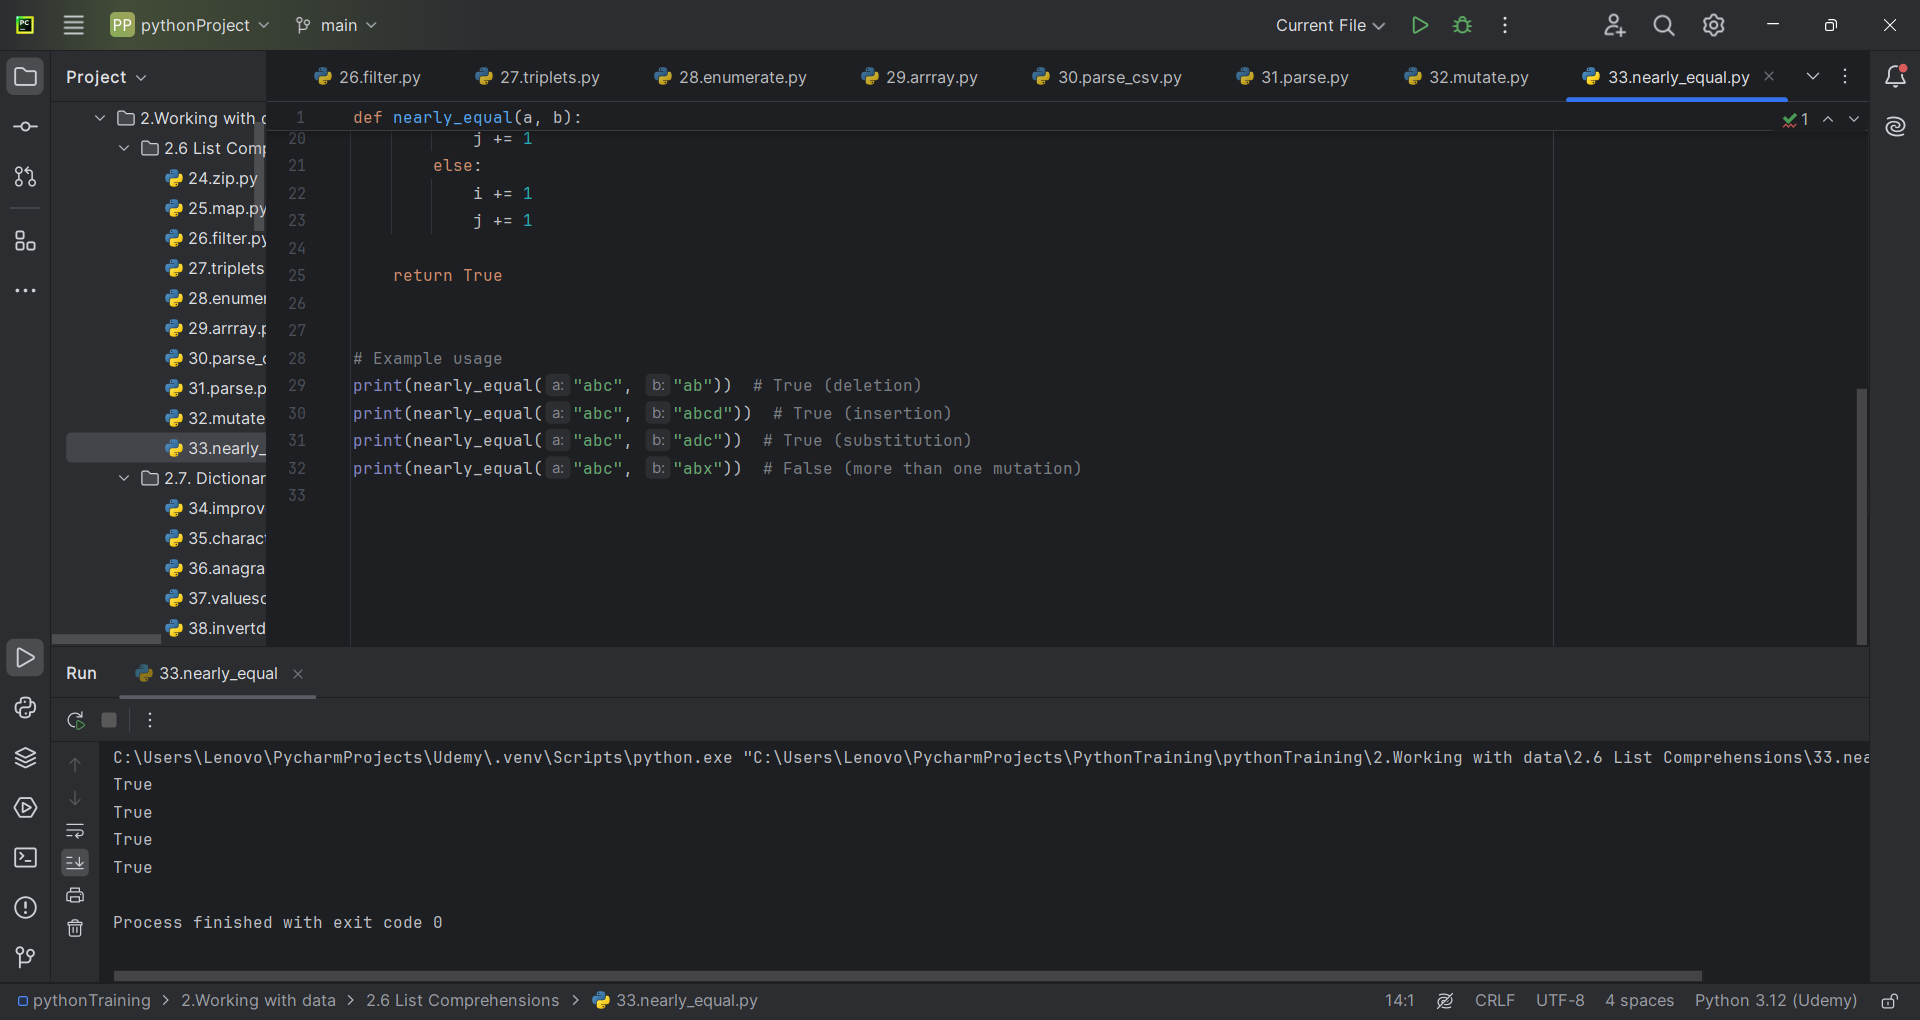 PC
PP pythonProject
main
Current File
Project
26.filter.py
27.triplets.py
28.enumerate.py
29.arrray.py
30.parse_csv.py
31.parse.py
32.mutate.py
33.nearly_equal.py
2.Working with
2.6 List Com
24.zip.py
25.map.py
26.filter.py
27.triplets
28.enume
29.arrray.p
30.parse_
31.parse.p
32.mutate
33.nearly_
2.7. Dictionar
34.improv
35.charac
36.anagra
37.values
38.invertd
1 def nearly_equal(a, b):
1
20 j += 1
21 else:
22 i += 1
23 j += 1
24
25 return True
26
27
28 # Example usage
29 print(nearly_equal( a: "abc", b: "ab")) # True (deletion)
30 print(nearly_equal( a: "abc", b: "abcd")) # True (insertion)
31 print(nearly_equal( a: "abc", b: "adc")) # True (substitution)
32 print(nearly_equal( a: "abc", b: "abx")) # False (more than one mutation)
33
Run
33.nearly_equal
C:\Users\Lenovo\PycharmProjects\Udemy\.venv\Scripts\python.exe "C:\Users\Lenovo\PycharmProjects\PythonTraining\pythonTraining\2.Working with data\2.6 List Comprehensions\33.nea
True
True
True
True
Process finished with exit code 0
pythonTraining > 2.Working with data > 2.6 List Comprehensions > 33.nearly_equal.py
14:1
CRLF
UTF-8
4 spaces
Python 3.12 (Udemy)